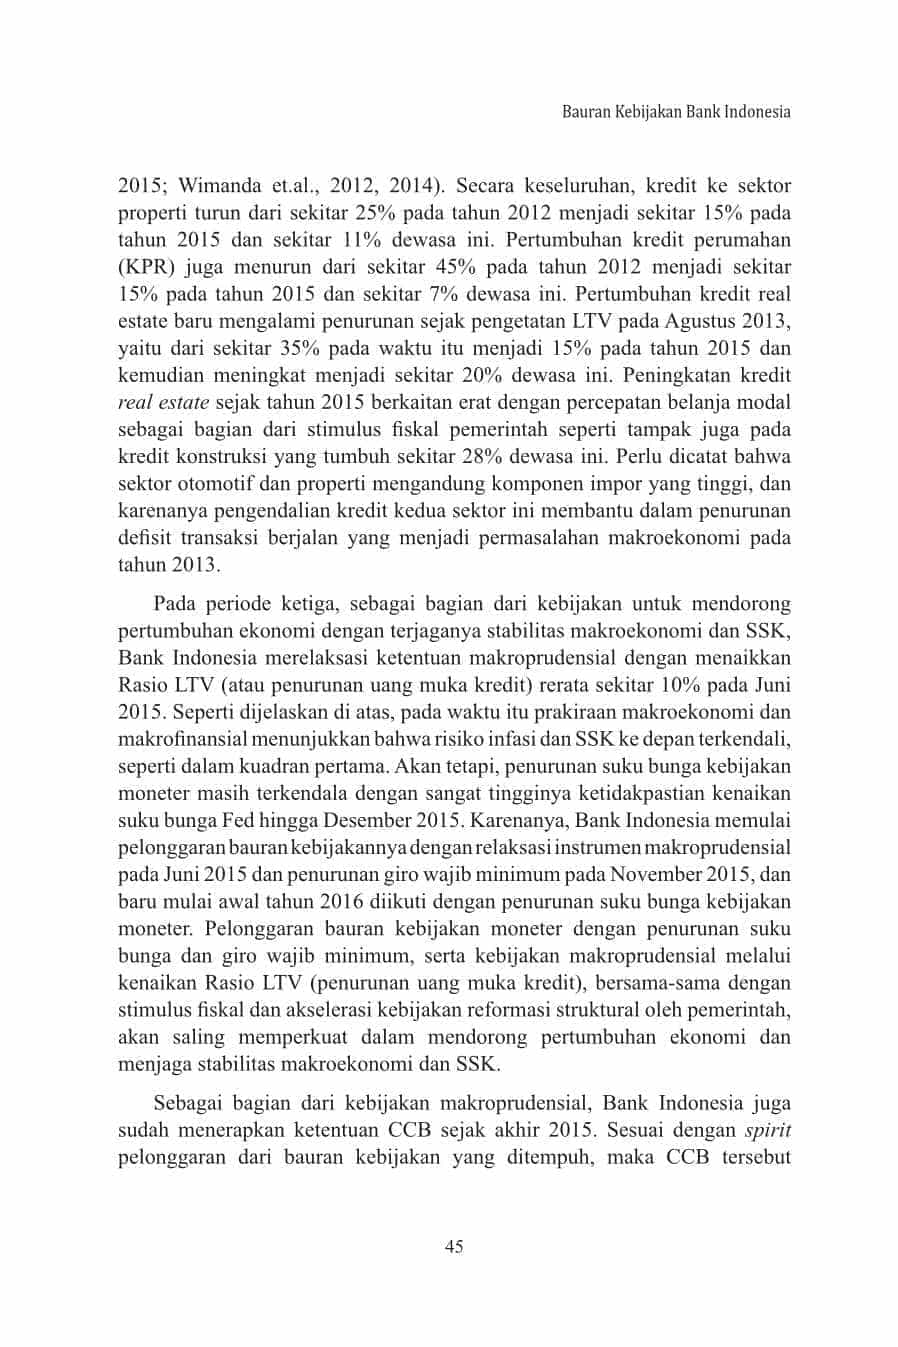 Bauran Kebijakan Bank Indonesia
2015; Wimanda et.al., 2012, 2014). Secara keseluruhan, kredit ke sektor
properti turun dari sekitar 25% pada tahun 2012 menjadi sekitar 15% pada
tahun 2015 dan sekitar 11% dewasa ini. Pertumbuhan kredit perumahan
(KPR) juga menurun dari sekitar 45% pada tahun 2012 menjadi sekitar
15% pada tahun 2015 dan sekitar 7% dewasa ini. Pertumbuhan kredit real
estate baru mengalami penurunan sejak pengetatan LTV pada Agustus 2013,
yaitu dari sekitar 35% pada waktu itu menjadi 15% pada tahun 2015 dan
kemudian meningkat menjadi sekitar 20% dewasa ini. Peningkatan kredit
real estate sejak tahun 2015 berkaitan erat dengan percepatan belanja modal
sebagai bagian dari stimulus fiskal pemerintah seperti tampak juga pada
kredit konstruksi yang tumbuh sekitar 28% dewasa ini. Perlu dicatat bahwa
sektor otomotif dan properti mengandung komponen impor yang tinggi, dan
karenanya pengendalian kredit kedua sektor ini membantu dalam penurunan
defisit transaksi berjalan yang menjadi permasalahan makroekonomi pada
tahun 2013.
Pada periode ketiga, sebagai bagian dari kebijakan untuk mendorong
pertumbuhan ekonomi dengan terjaganya stabilitas makroekonomi dan SSK,
Bank Indonesia merelaksasi ketentuan makroprudensial dengan menaikkan
Rasio LTV (atau penurunan uang muka kredit) rerata sekitar 10% pada Juni
2015. Seperti dijelaskan di atas, pada waktu itu prakiraan makroekonomi dan
makrofinansial menunjukkan bahwa risiko infasi dan SSK ke depan terkendali,
seperti dalam kuadran pertama. Akan tetapi, penurunan suku bunga kebijakan
moneter masih terkendala dengan sangat tingginya ketidakpastian kenaikan
suku bunga Fed hingga Desember 2015. Karenanya, Bank Indonesia memulai
pelonggaran bauran kebijakannya dengan relaksasi instrumen makroprudensial
pada Juni 2015 dan penurunan giro wajib minimum pada November 2015, dan
baru mulai awal tahun 2016 diikuti dengan penurunan suku bunga kebijakan
moneter. Pelonggaran bauran kebijakan moneter dengan penurunan suku
bunga dan giro wajib minimum, serta kebijakan makroprudensial melalui
kenaikan Rasio LTV (penurunan uang muka kredit), bersama-sama dengan
stimulus fiskal dan akselerasi kebijakan reformasi struktural oleh pemerintah,
akan saling memperkuat dalam mendorong pertumbuhan ekonomi dan
menjaga stabilitas makroekonomi dan SSK.
Sebagai bagian dari kebijakan makroprudensial, Bank Indonesia juga
sudah menerapkan ketentuan CCB sejak akhir 2015. Sesuai dengan spirit
pelonggaran dari bauran kebijakan yang ditempuh, maka CCB tersebut
45